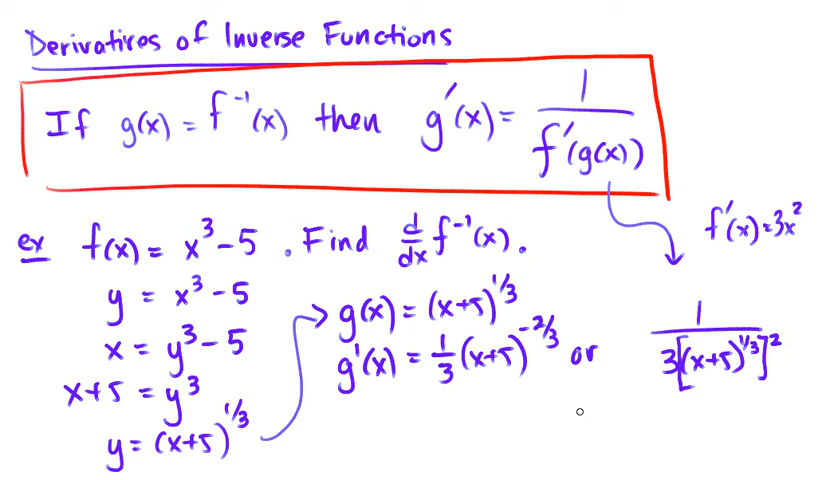 Derivatives of Inverse Functions
If g(x) = f⁻¹(x) then g′(x) = 1/f′(g(x))
ex f(x) = x³-5 . Find d/dx f⁻¹(x).
f′(x)=3x²
y = x³-5
x = y³-5
x+5 = y³
y = (x+5)^1/3
g(x) = (x+5)^1/3
g'(x) = 1/3 (x+5)^-2/3 or 1/3[(x+5)^1/3]²